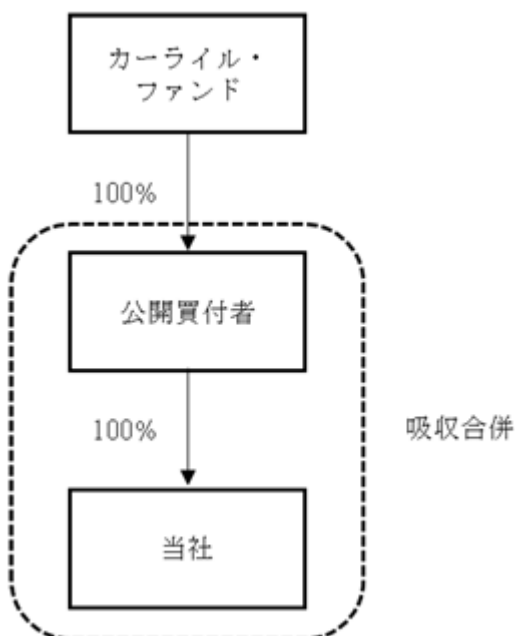 カーライル・
ファンド
100%
公開買付者
100%
吸収合併
当社